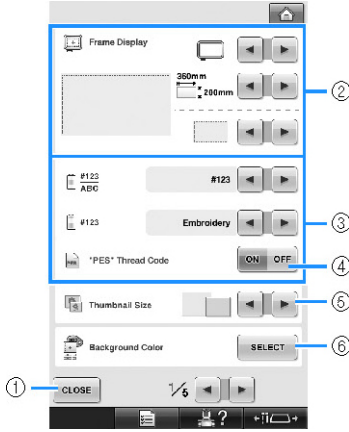 Frame Display
360mm
200mm
②
#123
ABC
#123
#123
Embroidery
③
"PES" Thread Code
ON OFF
④
Thumbnail Size
⑤
Background Color
SELECT
⑥
①
CLOSE
1/5
?